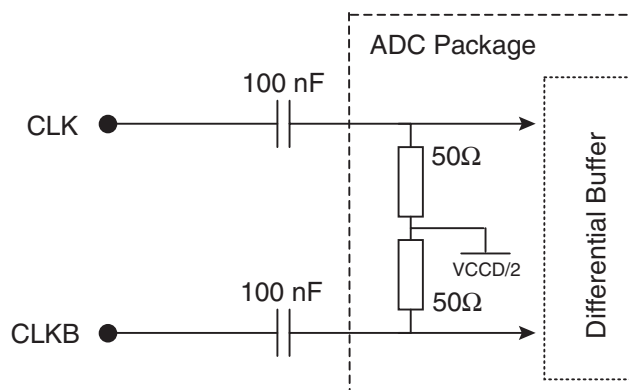 ADC Package
100 nF
CLK
50Ω
VCCD/2
50Ω
100 nF
CLKB
Differential Buffer